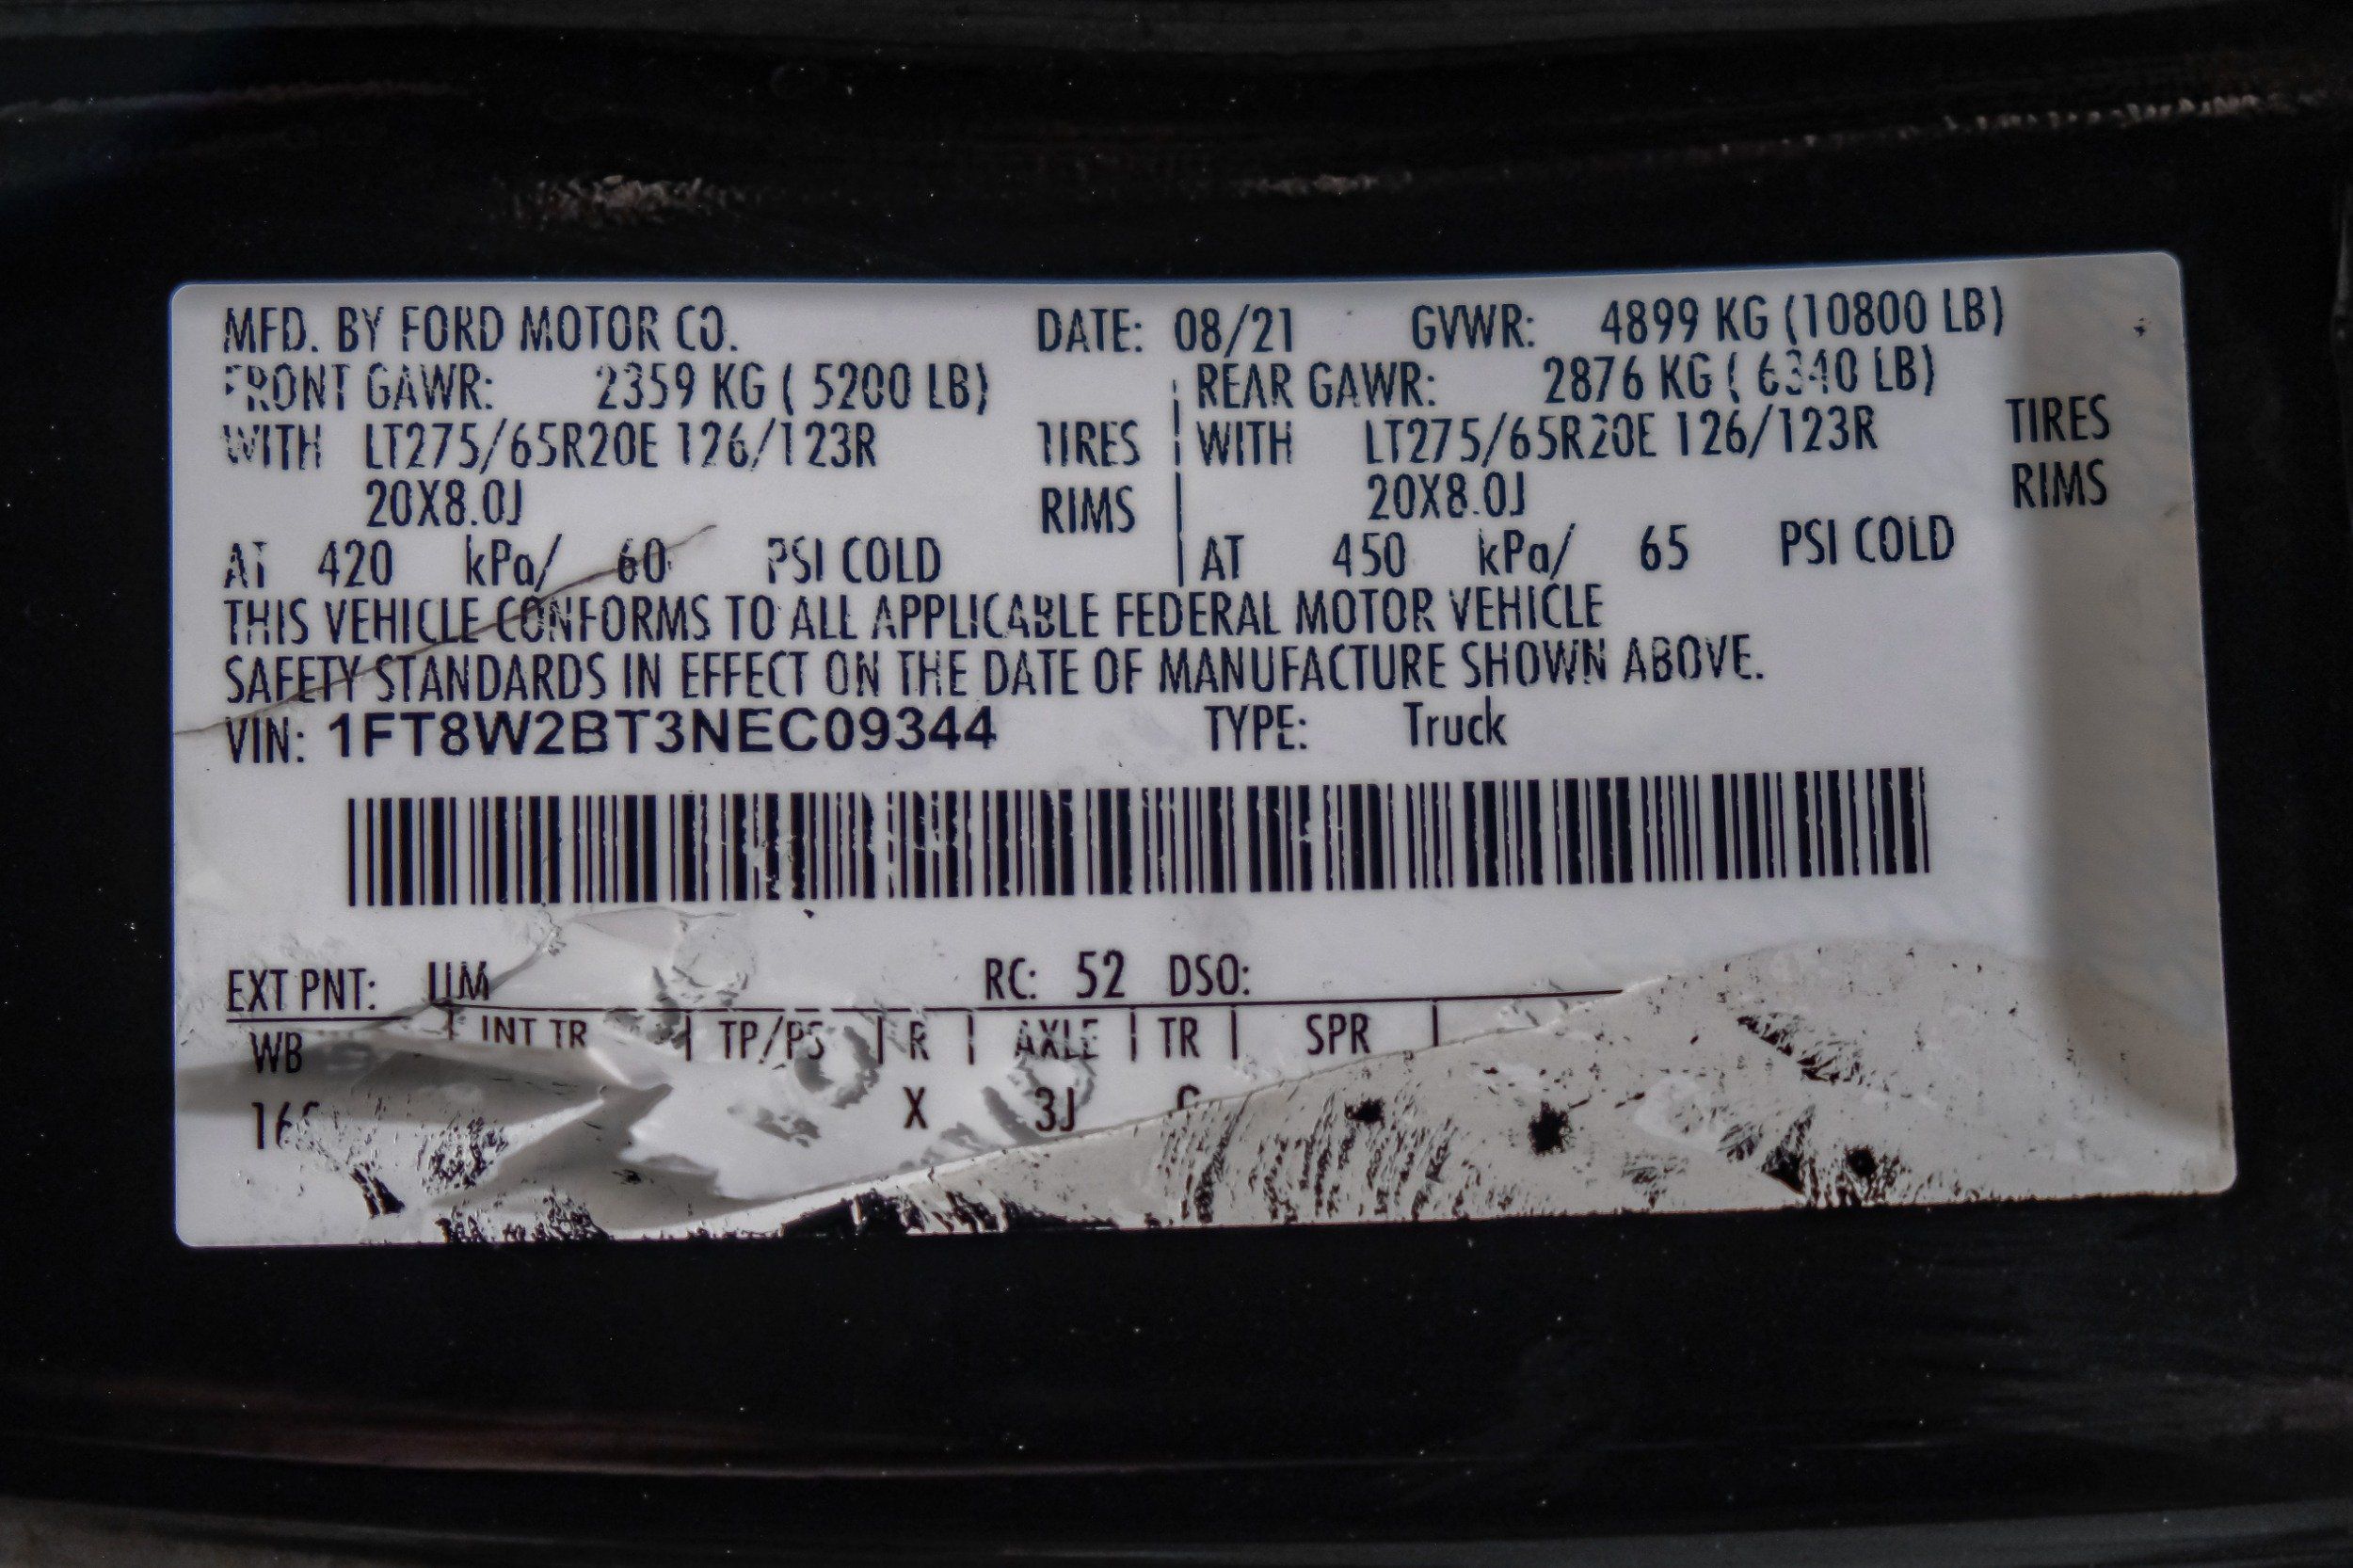 MFD. BY FORD MOTOR CO. DATE: 08/21 GVWR: 4899 KG (10800 LB)
FRONT GAWR: 2359 KG ( 5200 LB) REAR GAWR: 2876 KG ( 6340 LB)
WITH LT275/65R20E 126/123R TIRES WITH LT275/65R20E 126/123R TIRES
20X8.0J RIMS 20X8.0J RIMS
AT 420 kPa/ 60 PSI COLD AT 450 kPa/ 65 PSI COLD
THIS VEHICLE CONFORMS TO ALL APPLICABLE FEDERAL MOTOR VEHICLE
SAFETY STANDARDS IN EFFECT ON THE DATE OF MANUFACTURE SHOWN ABOVE.
VIN: 1FT8W2BT3NEC09344 TYPE: Truck
EXT PNT: UM RC: 52 DSO:
WB INT TR TP/PS R AXLE TR SPR
X 3J